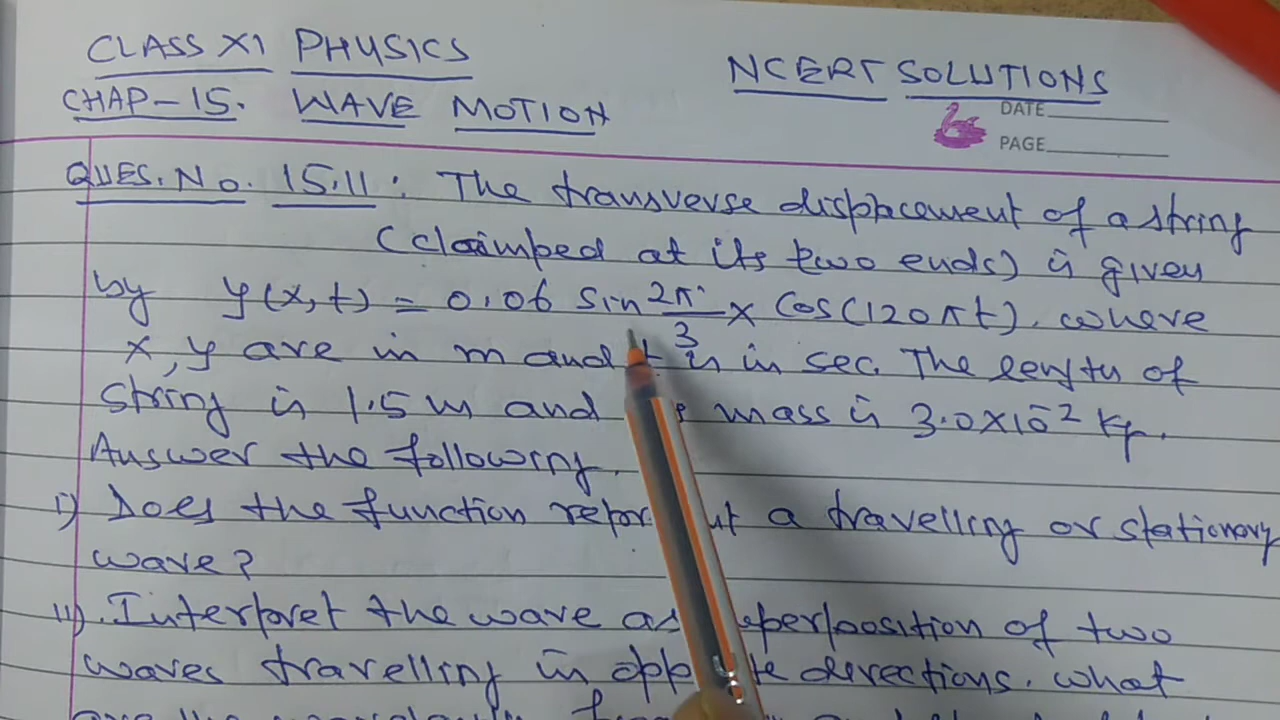 CLASS XI PHYSICS
NCERT SOLUTIONS
CHAP-15. WAVE MOTION
DATE
PAGE
QUES. No. 15.11: The transverse displacement of a string
(claimped at its two ends) is given
by y(x,t) = 0.06 sin 2π/3 x cos(120πt). where
x, y are in m and t is in sec. The length of
string is 1.5 m and mass is 3.0×10⁻² kg.
Answer the following.
i) Does the function a travelling or stationary
wave?
ii). Interpret the wave as of two
waves travelling in directions. what